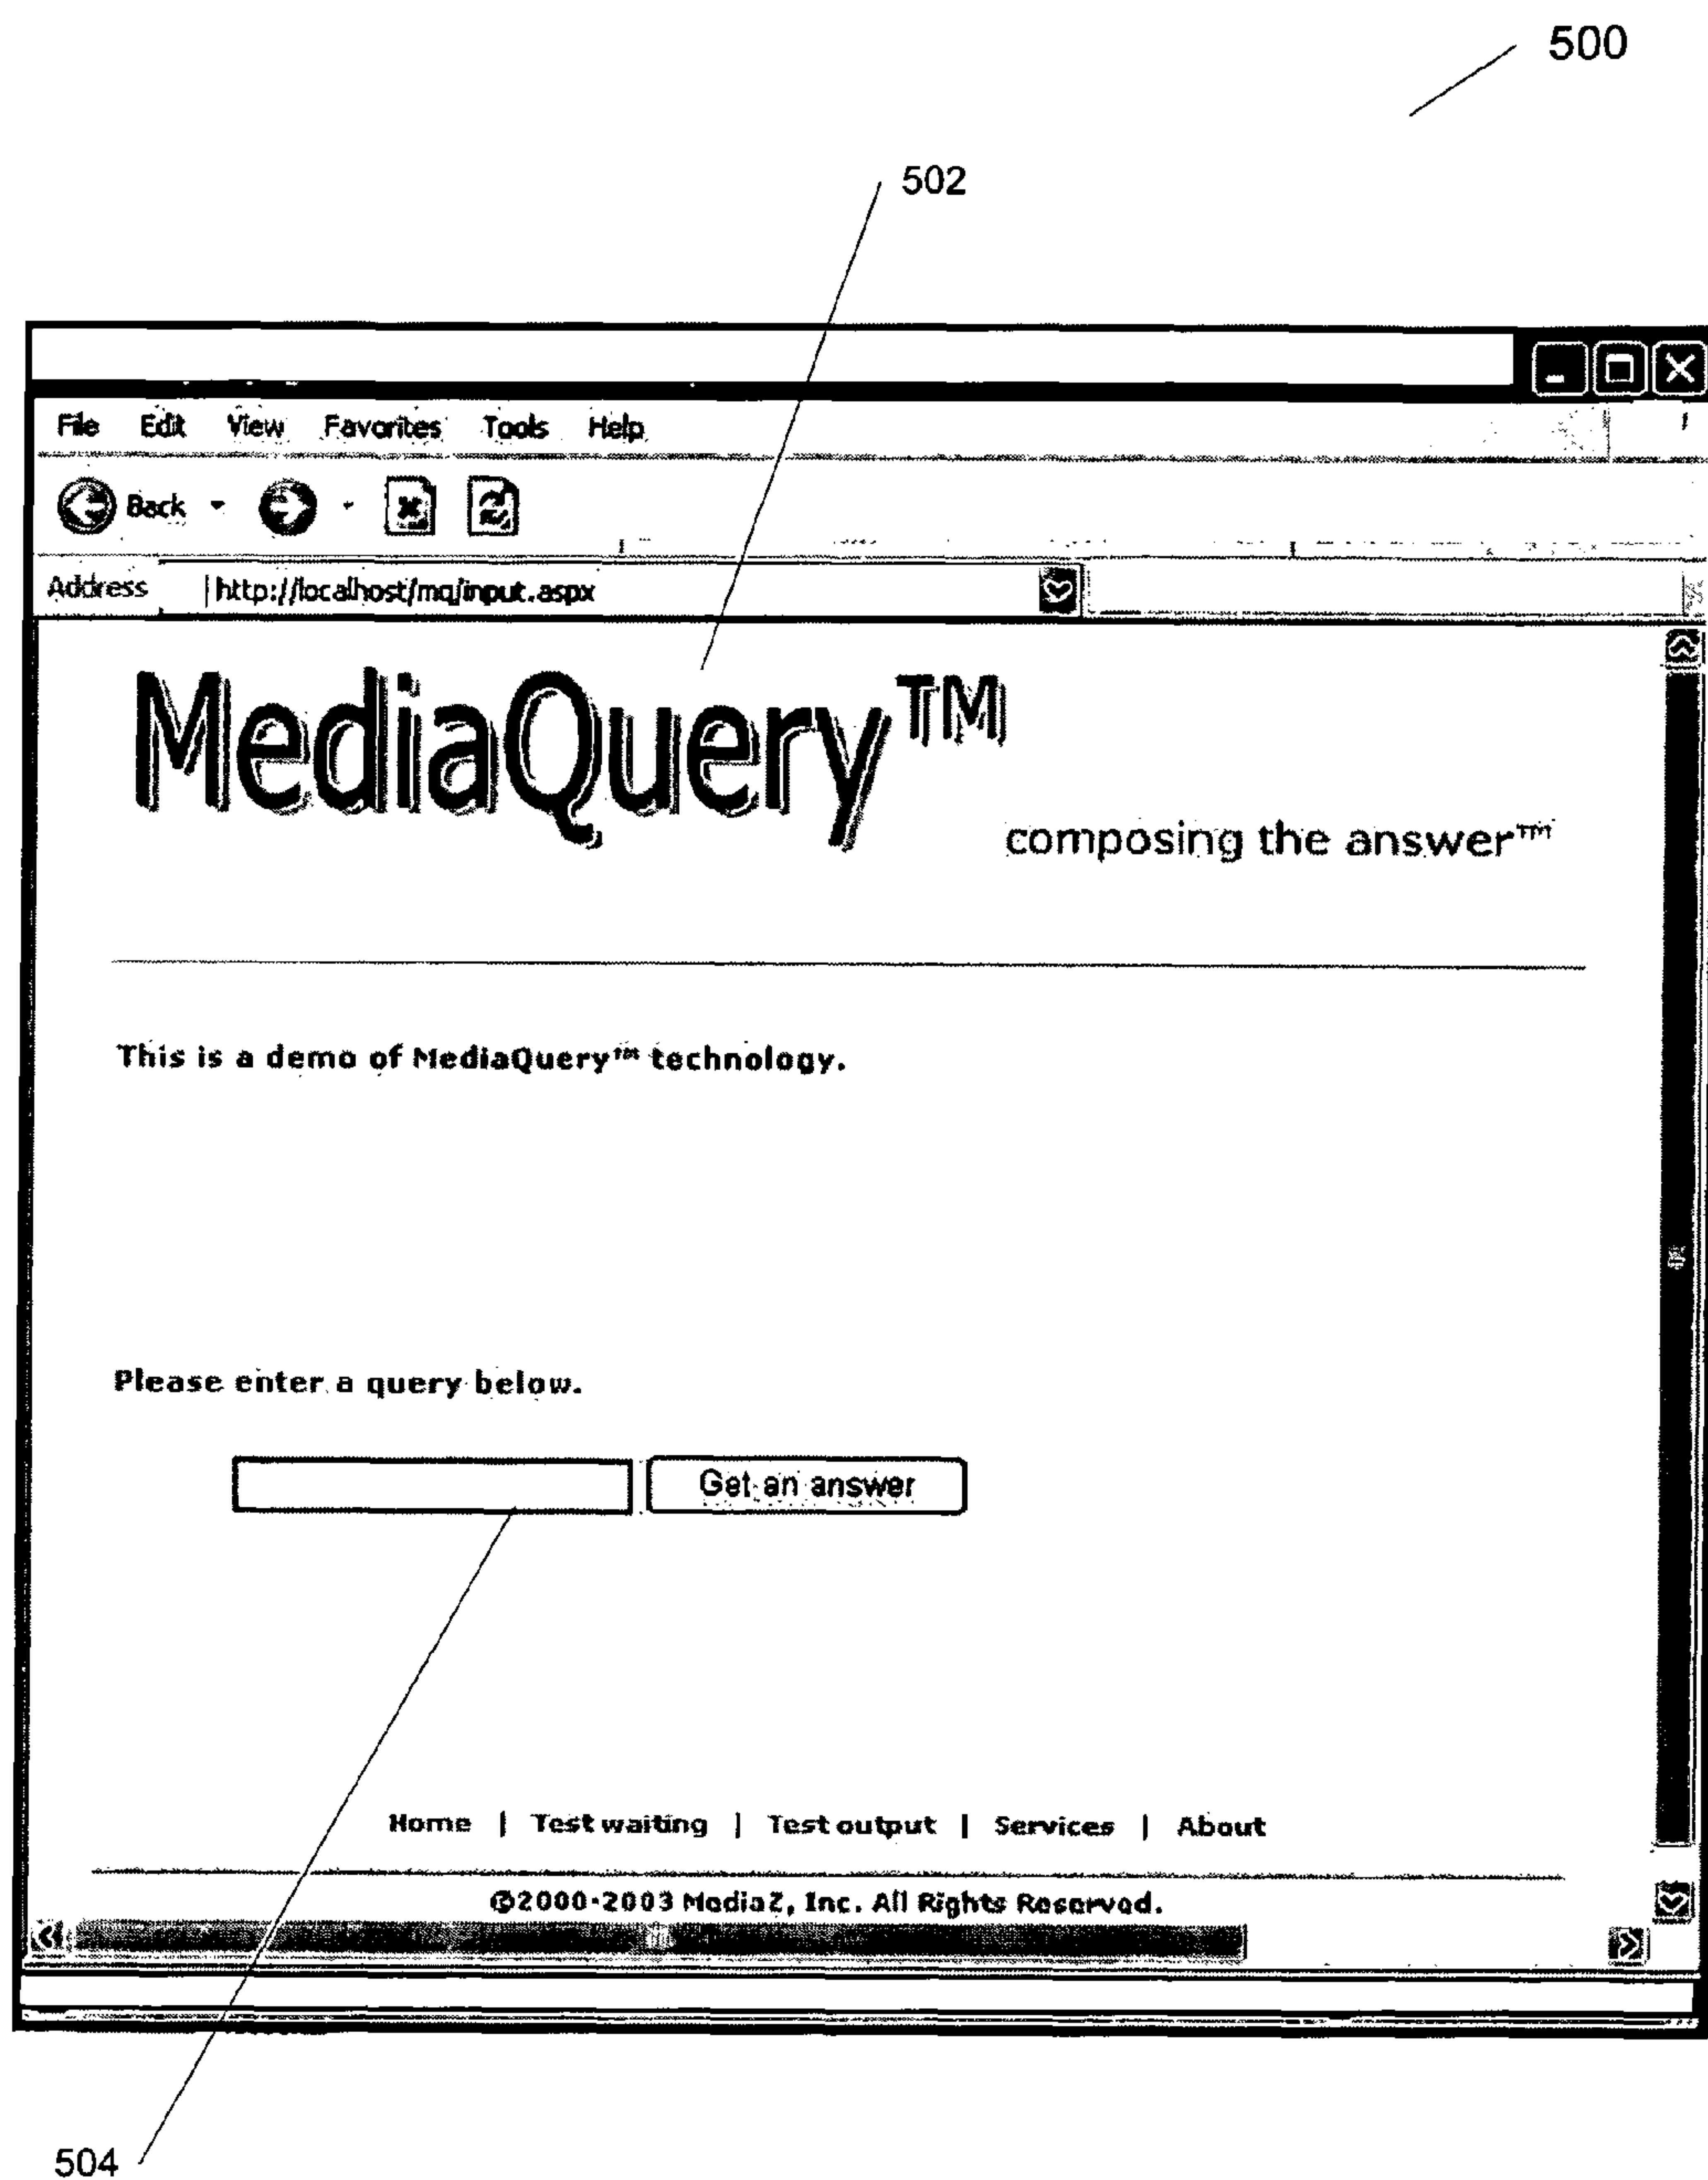 500
502
File Edit View Favorites Tools Help
Back
Address http://localhost/mq/input.aspx
MediaQuery™
composing the answer™
This is a demo of MediaQuery™ technology.
Please enter a query below.
Get an answer
Home | Test waiting | Test output | Services | About
©2000-2003 MediaZ, Inc. All Rights Reserved.
504